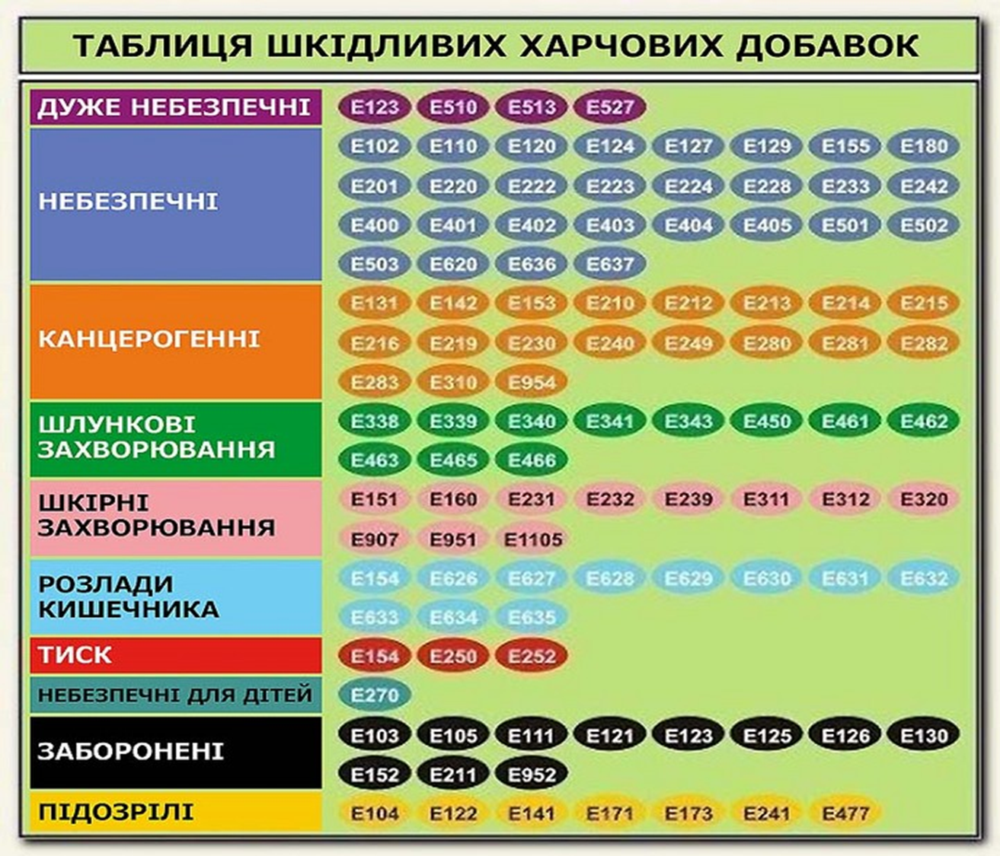 ТАБЛИЦЯ ШКІДЛИВИХ ХАРЧОВИХ ДОБАВОК
ДУЖЕ НЕБЕЗПЕЧНІ E123 E510 E513 E527
НЕБЕЗПЕЧНІ
E102 E110 E120 E124 E127 E129 E155 E180
E201 E220 E222 E223 E224 E228 E233 E242
E400 E401 E402 E403 E404 E405 E501 E502
E503 E620 E636 E637
КАНЦЕРОГЕННІ
E131 E142 E153 E210 E212 E213 E214 E215
E216 E219 E230 E240 E249 E280 E281 E282
E283 E310 E954
ШЛУНКОВІ
ЗАХВОРЮВАННЯ
E338 E339 E340 E341 E343 E450 E461 E462
E463 E465 E466
ШКІРНІ
ЗАХВОРЮВАННЯ
E151 E160 E231 E232 E239 E311 E312 E320
E907 E951 E1105
РОЗЛАДИ
КИШЕЧНИКА
E154 E626 E627 E628 E629 E630 E631 E632
E633 E634 E635
ТИСК E154 E250 E252
НЕБЕЗПЕЧНІ ДЛЯ ДІТЕЙ E270
ЗАБОРОНЕНІ
E103 E105 E111 E121 E123 E125 E126 E130
E152 E211 E952
ПІДОЗРІЛІ E104 E122 E141 E171 E173 E241 E477